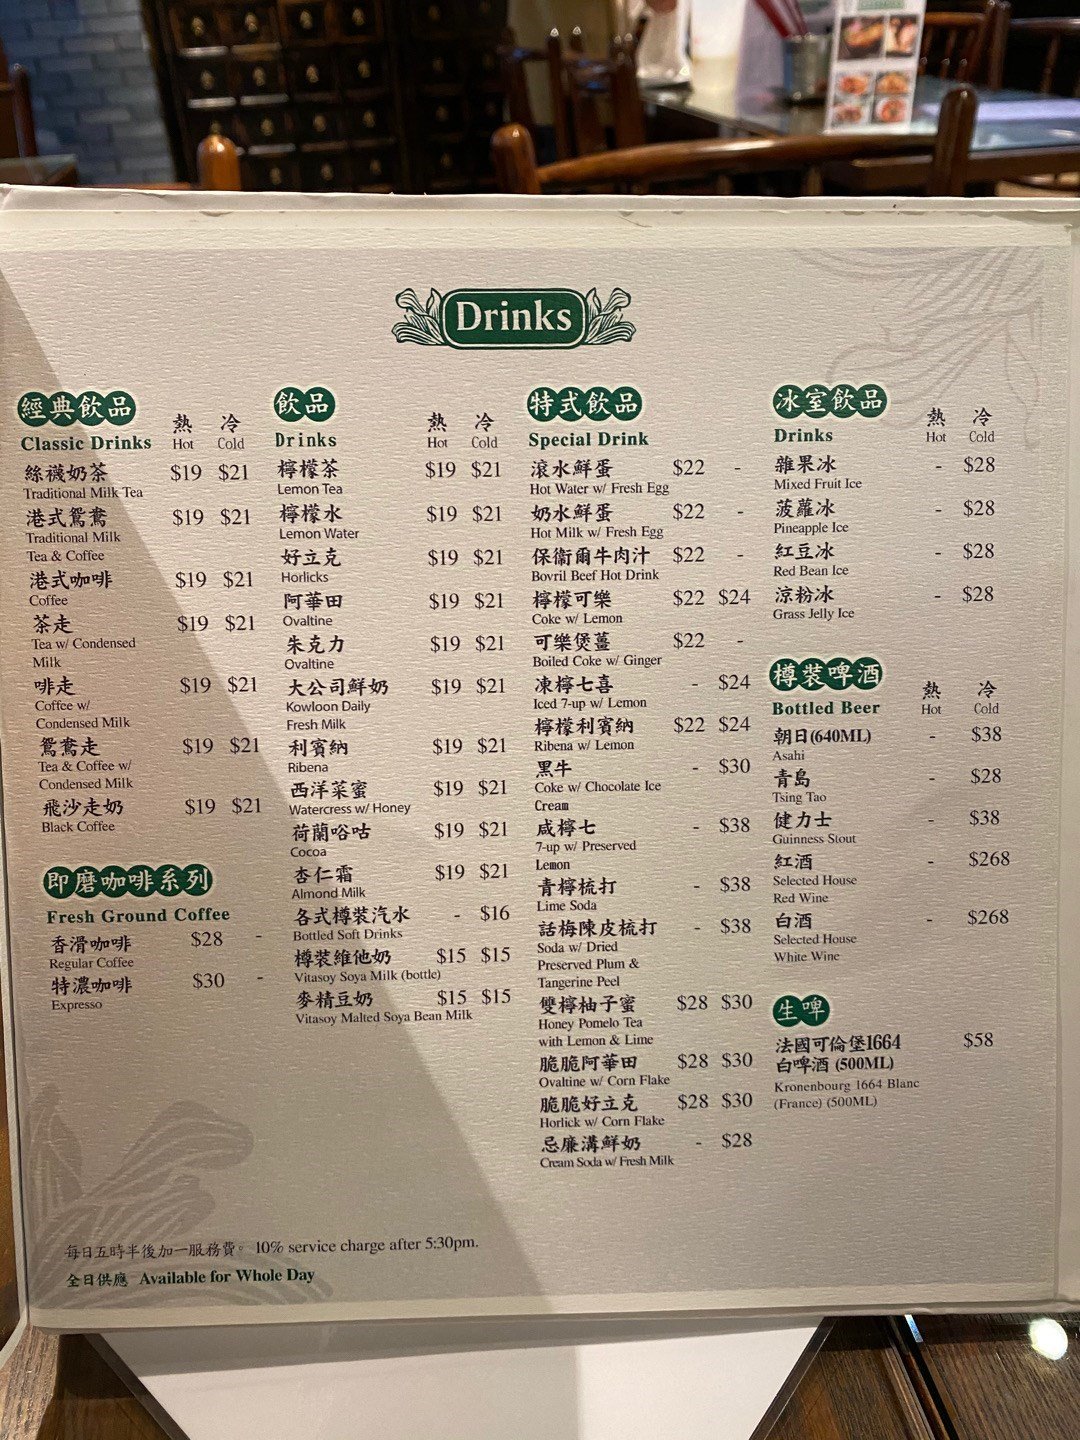 Drinks
經典飲品
熱 冷
Classic Drinks Hot Cold
絲襪奶茶 $19 $21
Traditional Milk Tea
港式鴛鴦 $19 $21
Traditional Milk
Tea & Coffee
港式咖啡 $19 $21
Coffee
茶走 $19 $21
Tea w/ Condensed
Milk
啡走 $19 $21
Coffee w/
Condensed Milk
鴛鴦走 $19 $21
Tea & Coffee w/
Condensed Milk
飛沙走奶 $19 $21
Black Coffee
即磨咖啡系列
Fresh Ground Coffee
香滑咖啡 $28 -
Regular Coffee
特濃咖啡 $30 -
Expresso
飲品
熱 冷
Drinks Hot Cold
檸檬茶 $19 $21
Lemon Tea
檸檬水 $19 $21
Lemon Water
好立克 $19 $21
Horlicks
阿華田 $19 $21
Ovaltine
朱克力 $19 $21
Ovaltine
大公司鮮奶 $19 $21
Kowloon Daily
Fresh Milk
利賓納 $19 $21
Ribena
西洋菜蜜 $19 $21
Watercress w/ Honey
荷蘭唂咕 $19 $21
Cocoa
杏仁霜 $19 $21
Almond Milk
各式樽裝汽水 - $16
Bottled Soft Drinks
樽裝維他奶 $15 $15
Vitasoy Soya Milk (bottle)
麥精豆奶 $15 $15
Vitasoy Malted Soya Bean Milk
特式飲品
Special Drink
滾水鮮蛋 $22 -
Hot Water w/ Fresh Egg
奶水鮮蛋 $22 -
Hot Milk w/ Fresh Egg
保衞爾牛肉汁 $22 -
Bovril Beef Hot Drink
檸檬可樂 $22 $24
Coke w/ Lemon
可樂煲薑 $22 -
Boiled Coke w/ Ginger
凍檸七喜 - $24
Iced 7-up w/ Lemon
檸檬利賓納 $22 $24
Ribena w/ Lemon
黑牛 - $30
Coke w/ Chocolate Ice
Cream
咸檸七 - $38
7-up w/ Preserved
Lemon
青檸梳打 - $38
Lime Soda
話梅陳皮梳打 - $38
Soda w/ Dried
Preserved Plum &
Tangerine Peel
雙檸柚子蜜 $28 $30
Honey Pomelo Tea
with Lemon & Lime
脆脆阿華田 $28 $30
Ovaltine w/ Corn Flake
脆脆好立克 $28 $30
Horlick w/ Corn Flake
忌廉溝鮮奶 - $28
Cream Soda w/ Fresh Milk
冰室飲品
熱 冷
Drinks Hot Cold
雜果冰 - $28
Mixed Fruit Ice
菠蘿冰 - $28
Pineapple Ice
紅豆冰 - $28
Red Bean Ice
涼粉冰 - $28
Grass Jelly Ice
樽裝啤酒
熱 冷
Bottled Beer Hot Cold
朝日(640ML) - $38
Asahi
青島 - $28
Tsing Tao
健力士 - $38
Guinness Stout
紅酒 - $268
Selected House
Red Wine
白酒 - $268
Selected House
White Wine
生啤
法國可倫堡1664 $58
白啤酒 (500ML)
Kronenbourg 1664 Blanc
(France) (500ML)
每日五時半後加一服務費。 10% service charge after 5:30pm.
全日供應 Available for Whole Day